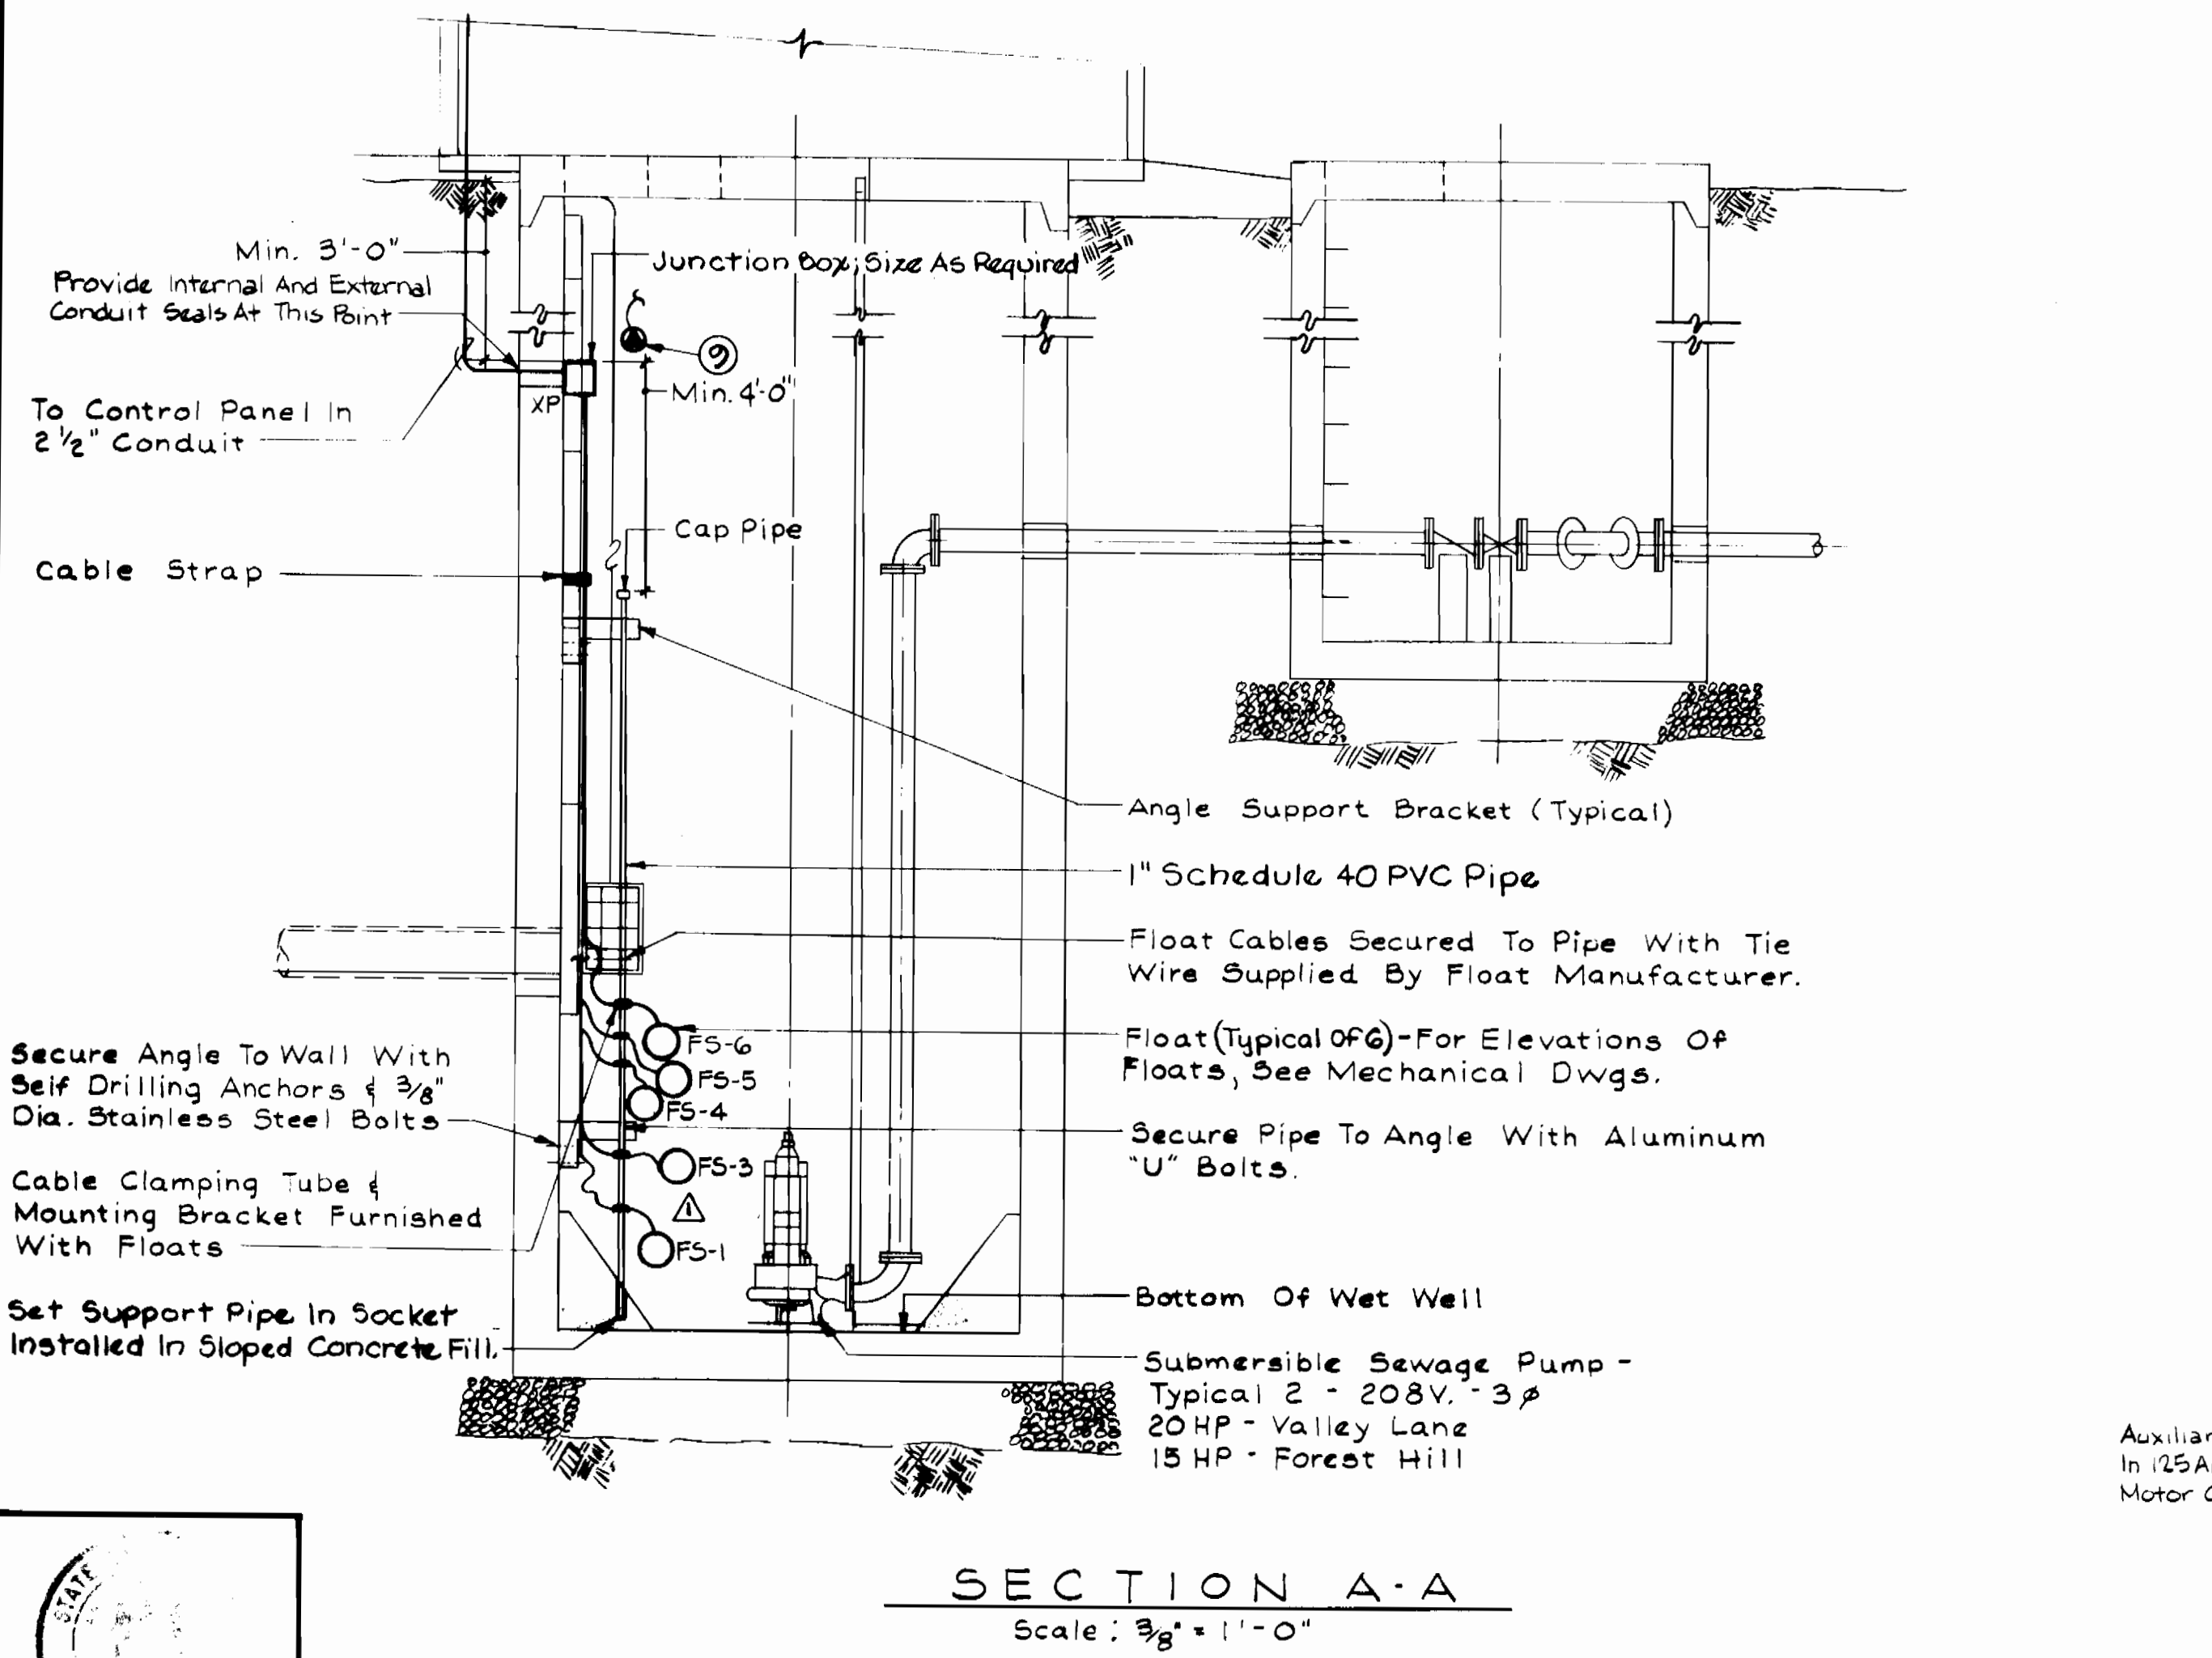 Min. 3'-0"
Provide Internal And External
Conduit Seals At This Point
Junction Box; Size As Required
9
Min. 4'-0"
XP
To Control Panel In
2 1/2" Conduit
Cap Pipe
Cable Strap
Angle Support Bracket (Typical)
1" Schedule 40 PVC Pipe
Float Cables Secured To Pipe With Tie
Wire Supplied By Float Manufacturer.
Float (Typical Of 6) - For Elevations Of
Floats, See Mechanical Dwgs.
FS-6
FS-5
FS-4
FS-3
1
FS-1
Secure Angle To Wall With
Self Drilling Anchors & 3/8"
Dia. Stainless Steel Bolts
Secure Pipe To Angle With Aluminum
"U" Bolts.
Cable Clamping Tube &
Mounting Bracket Furnished
With Floats
Bottom Of Wet Well
Set Support Pipe In Socket
Installed In Sloped Concrete Fill.
Submersible Sewage Pump -
Typical 2 - 208V. - 3 ø
20 HP - Valley Lane
15 HP - Forest Hill
Auxiliar
In 125A
Motor C
STATE
SECTION A-A
Scale: 3/8" = 1'-0"